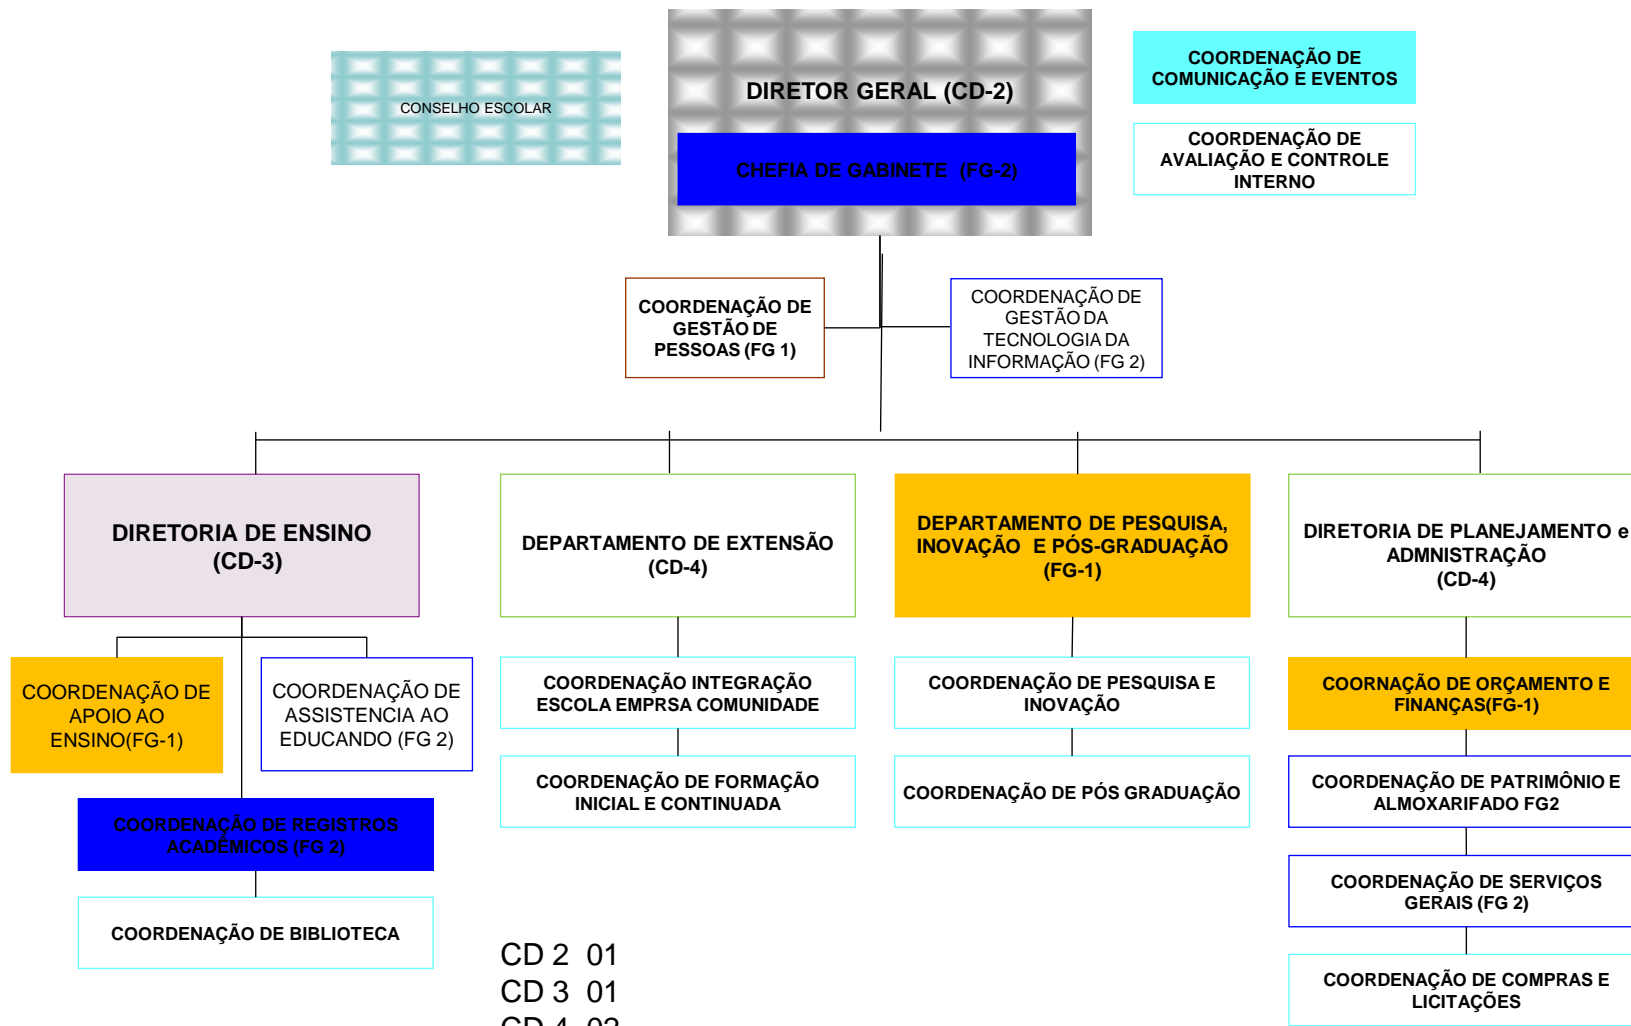 CONSELHO ESCOLAR
DIRETOR GERAL (CD-2)
CHEFIA DE GABINETE (FG-2)
COORDENAÇÃO DE
COMUNICAÇÃO E EVENTOS
COORDENAÇÃO DE
AVALIAÇÃO E CONTROLE
INTERNO
COORDENAÇÃO DE
GESTÃO DE
PESSOAS (FG 1)
COORDENAÇÃO DE
GESTÃO DA
TECNOLOGIA DA
INFORMAÇÃO (FG 2)
DIRETORIA DE ENSINO
(CD-3)
DEPARTAMENTO DE EXTENSÃO
(CD-4)
DEPARTAMENTO DE PESQUISA,
INOVAÇÃO E PÓS-GRADUAÇÃO
(FG-1)
DIRETORIA DE PLANEJAMENTO e
ADMNISTRAÇÃO
(CD-4)
COORDENAÇÃO DE
APOIO AO
ENSINO(FG-1)
COORDENAÇÃO DE
ASSISTENCIA AO
EDUCANDO (FG 2)
COORDENAÇÃO DE REGISTROS
ACADÊMICOS (FG 2)
COORDENAÇÃO DE BIBLIOTECA
COORDENAÇÃO INTEGRAÇÃO
ESCOLA EMPRSA COMUNIDADE
COORDENAÇÃO DE FORMAÇÃO
INICIAL E CONTINUADA
COORDENAÇÃO DE PESQUISA E
INOVAÇÃO
COORDENAÇÃO DE PÓS GRADUAÇÃO
COORNAÇÃO DE ORÇAMENTO E
FINANÇAS(FG-1)
COORDENAÇÃO DE PATRIMÔNIO E
ALMOXARIFADO FG2
COORDENAÇÃO DE SERVIÇOS
GERAIS (FG 2)
COORDENAÇÃO DE COMPRAS E
LICITAÇÕES
CD 2 01
CD 3 01
CD 4